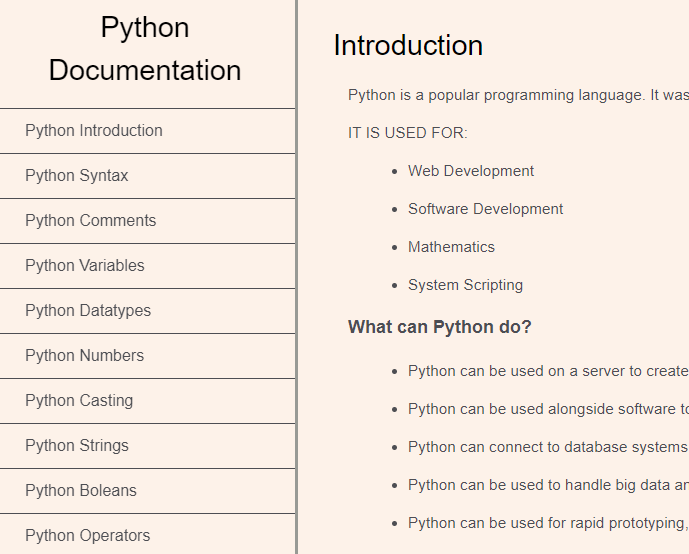 Python
Documentation
Python Introduction
Python Syntax
Python Comments
Python Variables
Python Datatypes
Python Numbers
Python Casting
Python Strings
Python Boleans
Python Operators
Introduction
Python is a popular programming language. It was
IT IS USED FOR:
Web Development
Software Development
Mathematics
System Scripting
What can Python do?
Python can be used on a server to create
Python can be used alongside software to
Python can connect to database systems
Python can be used to handle big data an
Python can be used for rapid prototyping,